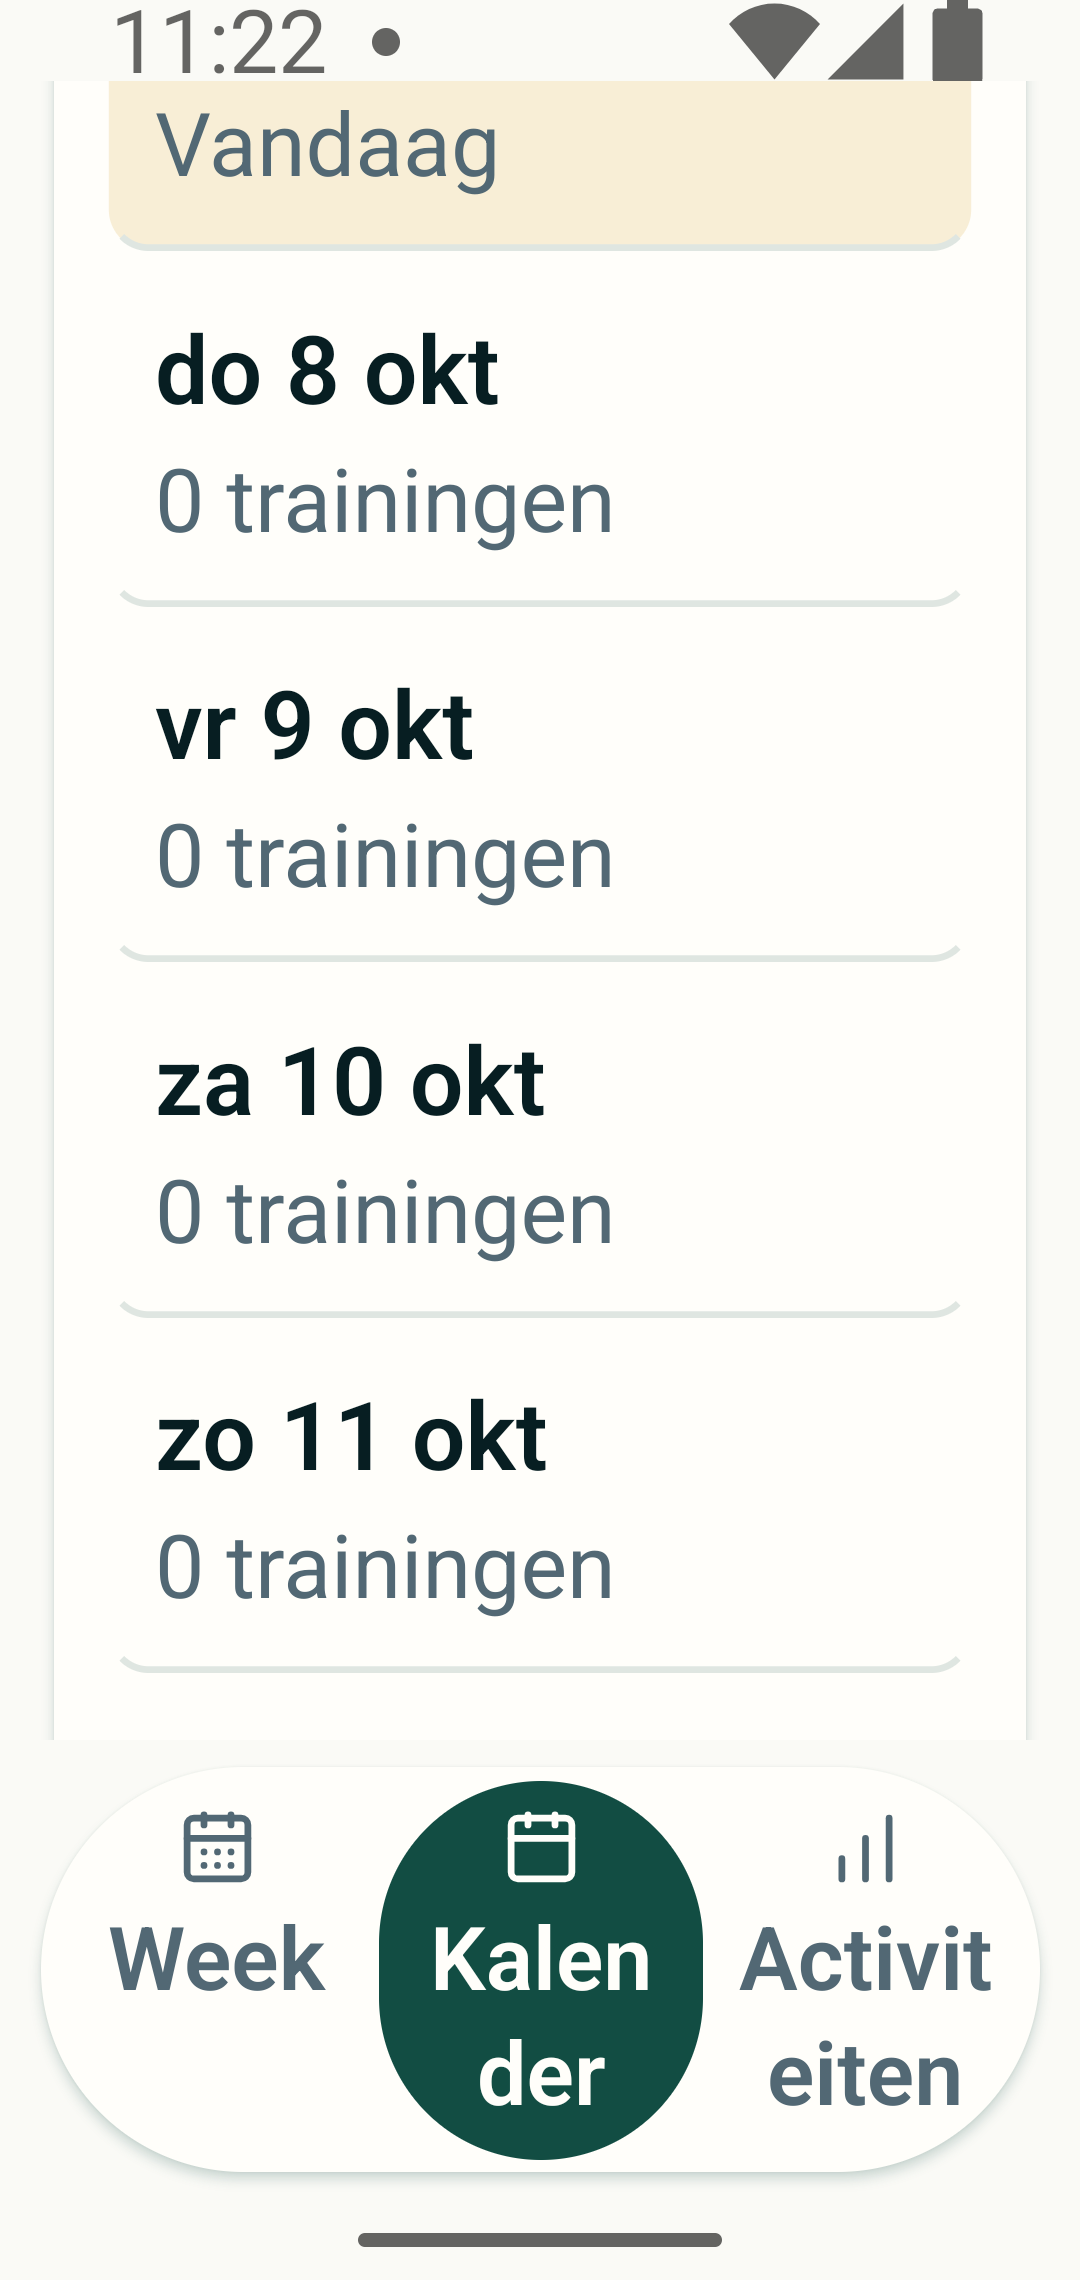 11:22
Vandaag
do 8 okt
0 trainingen
vr 9 okt
0 trainingen
za 10 okt
0 trainingen
zo 11 okt
0 trainingen
Week
Kalen
der
Activit
eiten